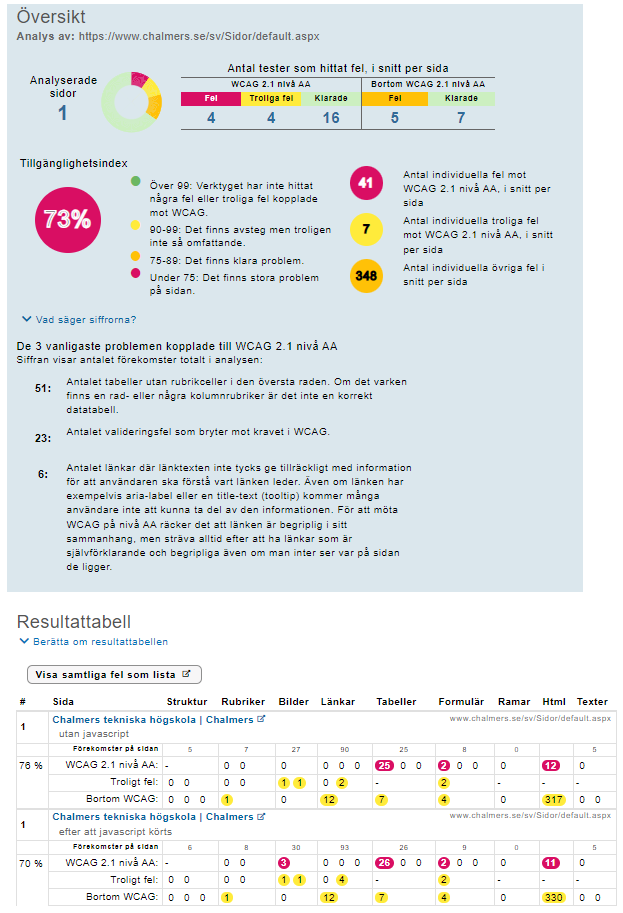 Översikt
Analys av: https://www.chalmers.se/sv/Sidor/default.aspx
Analyserade
sidor
1
Antal tester som hittat fel, i snitt per sida
WCAG 2.1 nivå AA Bortom WCAG 2.1 nivå AA
Fel Troliga fel Klarade Fel Klarade
4 4 16 5 7
Tillgänglighetsindex
73%
Över 99: Verktyget har inte hittat
några fel eller troliga fel kopplade
mot WCAG.
90-99: Det finns avsteg men troligen
inte så omfattande.
75-89: Det finns klara problem.
Under 75: Det finns stora problem
på sidan.
41 Antal individuella fel mot
WCAG 2.1 nivå AA, i snitt per
sida
7 Antal individuella troliga fel
mot WCAG 2.1 nivå AA, i snitt
per sida
348 Antal individuella övriga fel i
snitt per sida
Vad säger siffrorna?
De 3 vanligaste problemen kopplade till WCAG 2.1 nivå AA
Siffran visar antalet förekomster totalt i analysen:
51: Antalet tabeller utan rubrikceller i den översta raden. Om det varken
finns en rad- eller några kolumnrubriker är det inte en korrekt
datatabell.
23: Antalet valideringsfel som bryter mot kravet i WCAG.
6: Antalet länkar där länktexten inte tycks ge tillräckligt med information
för att användaren ska förstå vart länken leder. Även om länken har
exempelvis aria-label eller en title-text (tooltip) kommer många
användare inte att kunna ta del av den informationen. För att möta
WCAG på nivå AA räcker det att länken är begriplig i sitt
sammanhang, men sträva alltid efter att ha länkar som är
självförklarande och begripliga även om man inter ser var på sidan
de ligger.
Resultattabell
Berätta om resultattabellen
Visa samtliga fel som lista
# Sida Struktur Rubriker Bilder Länkar Tabeller Formulär Ramar Html Texter
1 Chalmers tekniska högskola | Chalmers www.chalmers.se/sv/Sidor/default.aspx
utan javascript
Förekomster på sidan 5 7 27 90 25 8 0 5
76 % WCAG 2.1 nivå AA: - 0 0 0 0 0 0 25 0 0 2 0 0 0 12 0
Troligt fel: 0 0 0 0 1 1 0 2 - 2 - - -
Bortom WCAG: 0 0 0 1 0 12 7 4 0 317 0 0
1 Chalmers tekniska högskola | Chalmers www.chalmers.se/sv/Sidor/default.aspx
efter att javascript körts
Förekomster på sidan 6 8 30 93 26 9 0 5
70 % WCAG 2.1 nivå AA: - 0 0 3 0 0 0 26 0 0 2 0 0 0 11 0
Troligt fel: 0 0 0 0 1 1 0 4 - 2 - - -
Bortom WCAG: 0 0 0 1 0 12 7 4 0 330 0 0